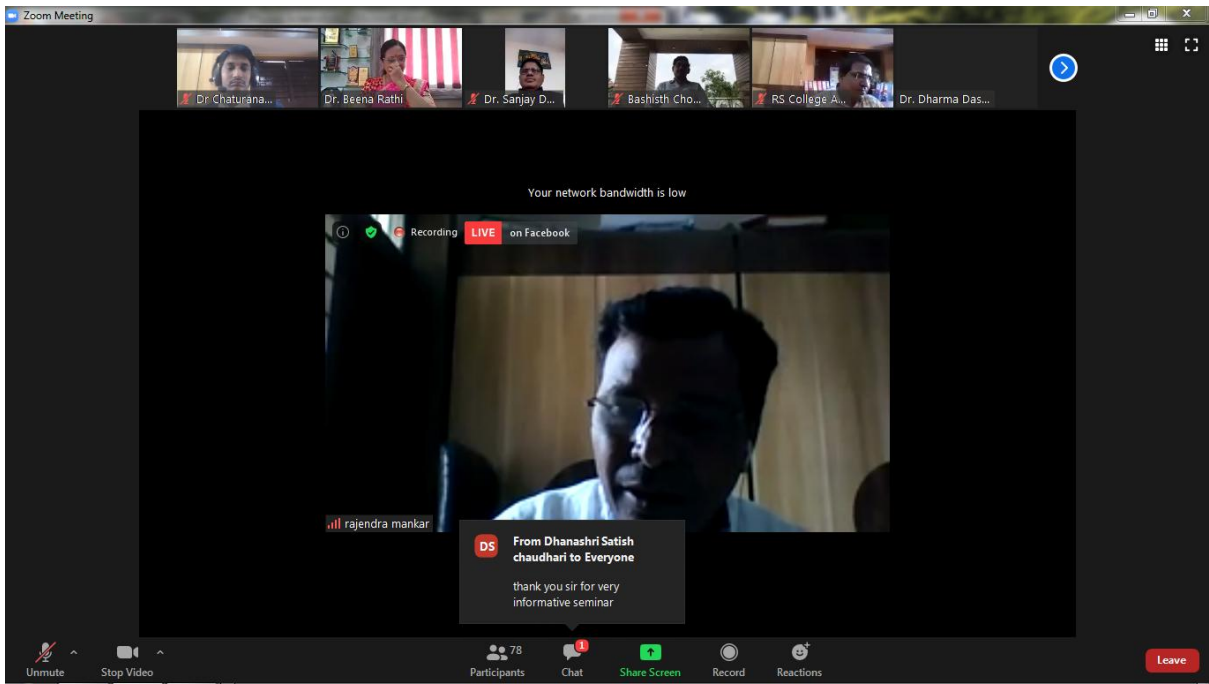 Zoom Meeting
Dr Chaturana...
Dr. Beena Rathi
Dr. Sanjay D...
Bashisth Cho...
RS College A...
Dr. Dharma Das...
Your network bandwidth is low
Recording
LIVE
on Facebook
rajendra mankar
DS
From Dhanashri Satish
chaudhari to Everyone
thank you sir for very
informative seminar
Unmute
Stop Video
78
Participants
1
Chat
Share Screen
Record
Reactions
Leave